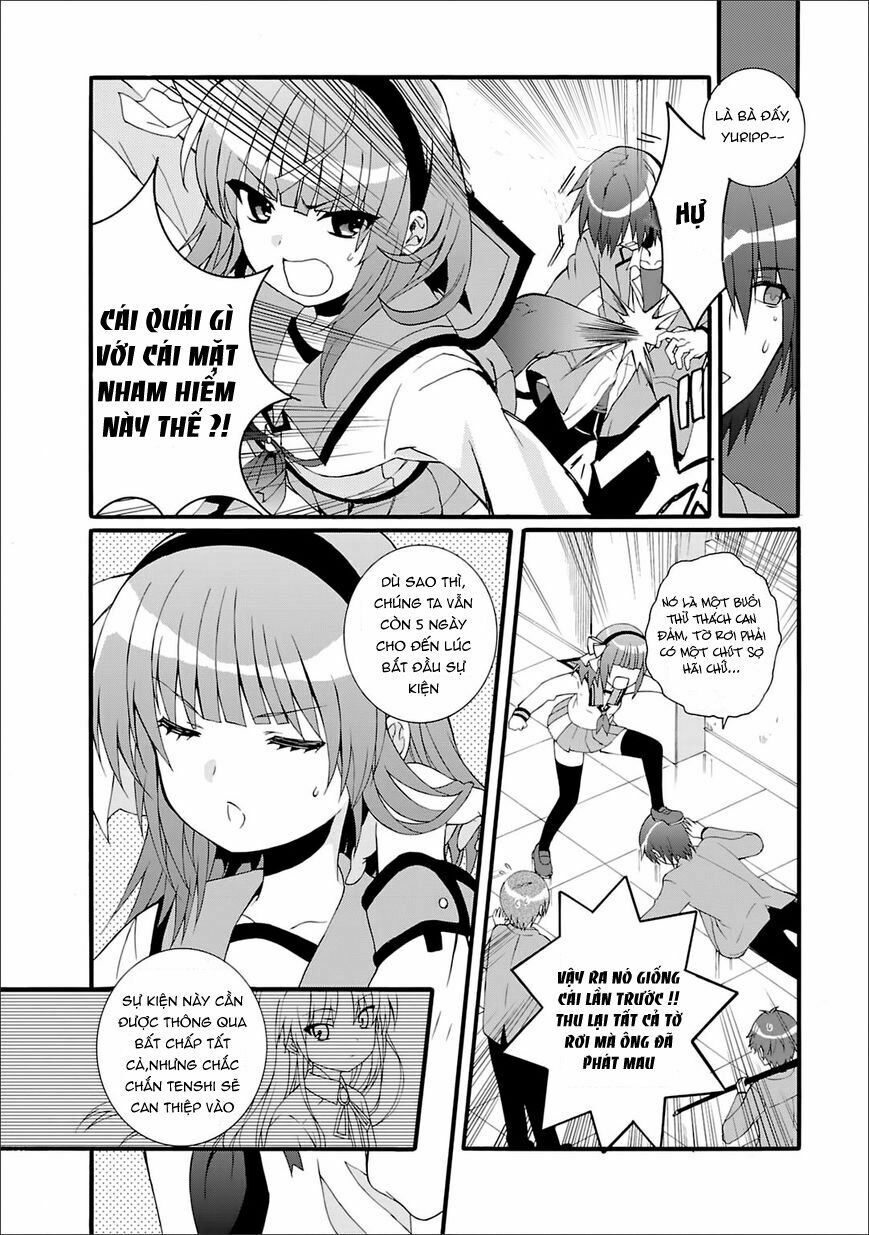 LÀ BÀ ĐẤY,
YURIPP--
HỰ
CÁI QUÁI GÌ
VỚI CÁI MẶT
NHAM HIỂM
NÀY THẾ ?!
NÓ LÀ MỘT BUỔI
THỬ THÁCH CAN
ĐẢM, TỜ RƠI PHẢI
CÓ MỘT CHÚT SỢ
HÃI CHỨ...
VẬY RA NÓ GIỐNG
CÁI LẦN TRƯỚC !!
THU LẠI TẤT CẢ TỜ
RƠI MÀ ÔNG ĐÃ
PHÁT MAU
DÙ SAO THÌ,
CHÚNG TA VẪN
CÒN 5 NGÀY
CHO ĐẾN LÚC
BẮT ĐẦU SỰ
KIỆN
SỰ KIỆN NÀY CẦN
ĐƯỢC THÔNG QUA
BẤT CHẤP TẤT
CẢ,NHƯNG CHẮC
CHẮN TENSHI SẼ
CAN THIỆP VÀO